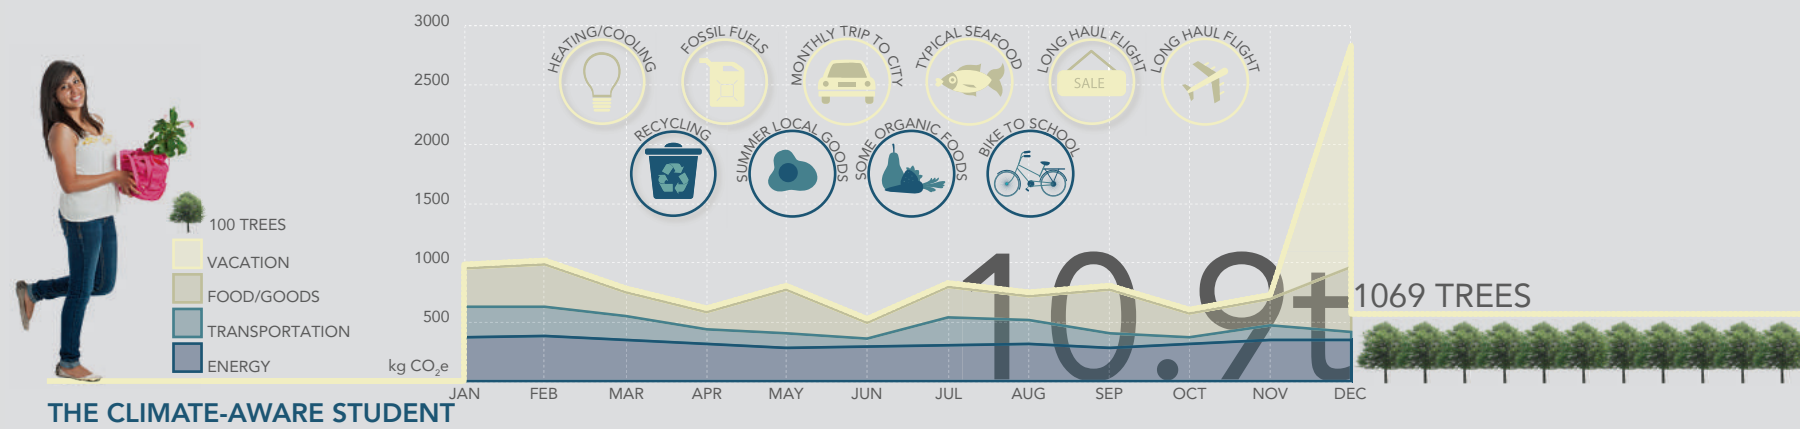 3000
2500
2000
1500
1000
500
kg CO2e
HEATING/COOLING
FOSSIL FUELS
MONTHLY TRIP TO CITY
TYPICAL SEAFOOD
LONG HAUL FLIGHT
SALE
LONG HAUL FLIGHT
RECYCLING
SUMMER LOCAL GOODS
SOME ORGANIC FOODS
BIKE TO SCHOOL
100 TREES
VACATION
FOOD/GOODS
TRANSPORTATION
ENERGY
10.9t
1069 TREES
JAN FEB MAR APR MAY JUN JUL AUG SEP OCT NOV DEC
THE CLIMATE-AWARE STUDENT